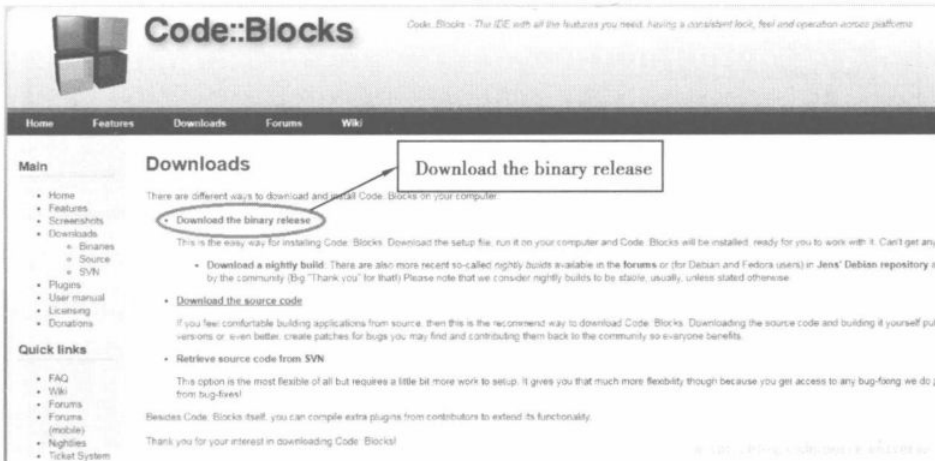 Code::Blocks
Code::Blocks - The IDE with all the features you need, having a consistent look, feel and operation across platforms.
Home Features Downloads Forums Wiki
Main
• Home
• Features
• Screenshots
• Downloads
• Binaries
• Source
• SVN
• Plugins
• User manual
• Licensing
• Donations
Quick links
• FAQ
• Wiki
• Forums
• Forums
(mobile)
• Nightlies
• Ticket System
Downloads
Download the binary release
There are different ways to download and install Code::Blocks on your computer:
• Download the binary release
This is the easy way for installing Code::Blocks. Download the setup file, run it on your computer and Code::Blocks will be installed, ready for you to work with it. Can't get any
• Download a nightly build: There are also more recent so-called nightly builds available in the forums or (for Debian and Fedora users) in Jens' Debian repository
by the community (Big "Thank you" for that!) Please note that we consider nightly builds to be stable, usually, unless stated otherwise.
• Download the source code
If you feel comfortable building applications from source, then this is the recommend way to download Code::Blocks. Downloading the source code and building it yourself
versions or, even better, create patches for bugs you may find and contributing them back to the community so everyone benefits.
• Retrieve source code from SVN
This option is the most flexible of all but requires a little bit more work to setup. It gives you that much more flexibility though because you get access to any bug-fixing we do
from bug-fixes!
Besides Code::Blocks itself, you can compile extra plugins from contributors to extend its functionality.
Thank you for your interest in downloading Code::Blocks!